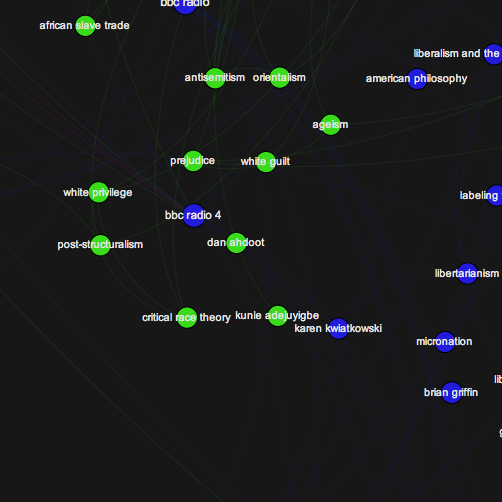 bbc radio
african slave trade
liberalism and the
antisemitism
orientalism
american philosophy
ageism
prejudice
white guilt
white privilege
labeling
bbc radio 4
post-structuralism
dan ahdoot
libertarianism
critical race theory
kunle adejuyigbe
karen kwiatkowski
micronation
lib
brian griffin
g